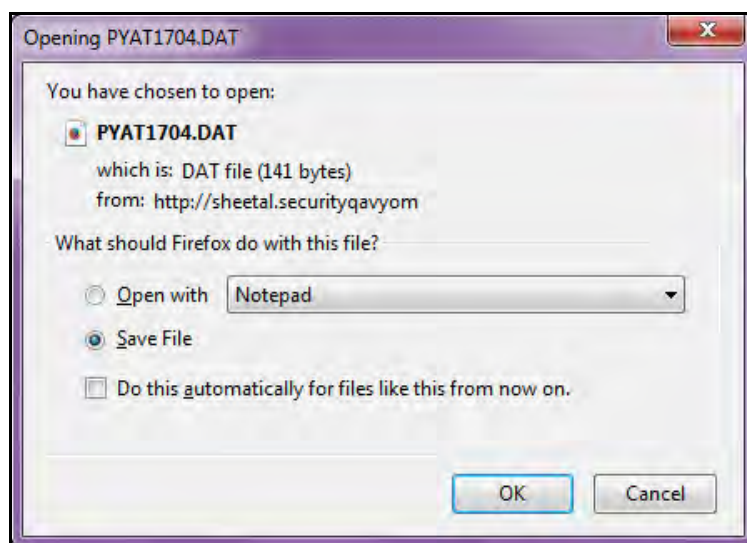 Opening PYAT1704.DAT
You have chosen to open:
PYAT1704.DAT
which is: DAT file (141 bytes)
from: http://sheetal.securityqavyom
What should Firefox do with this file?
Open with Notepad
Save File
Do this automatically for files like this from now on.
OK Cancel